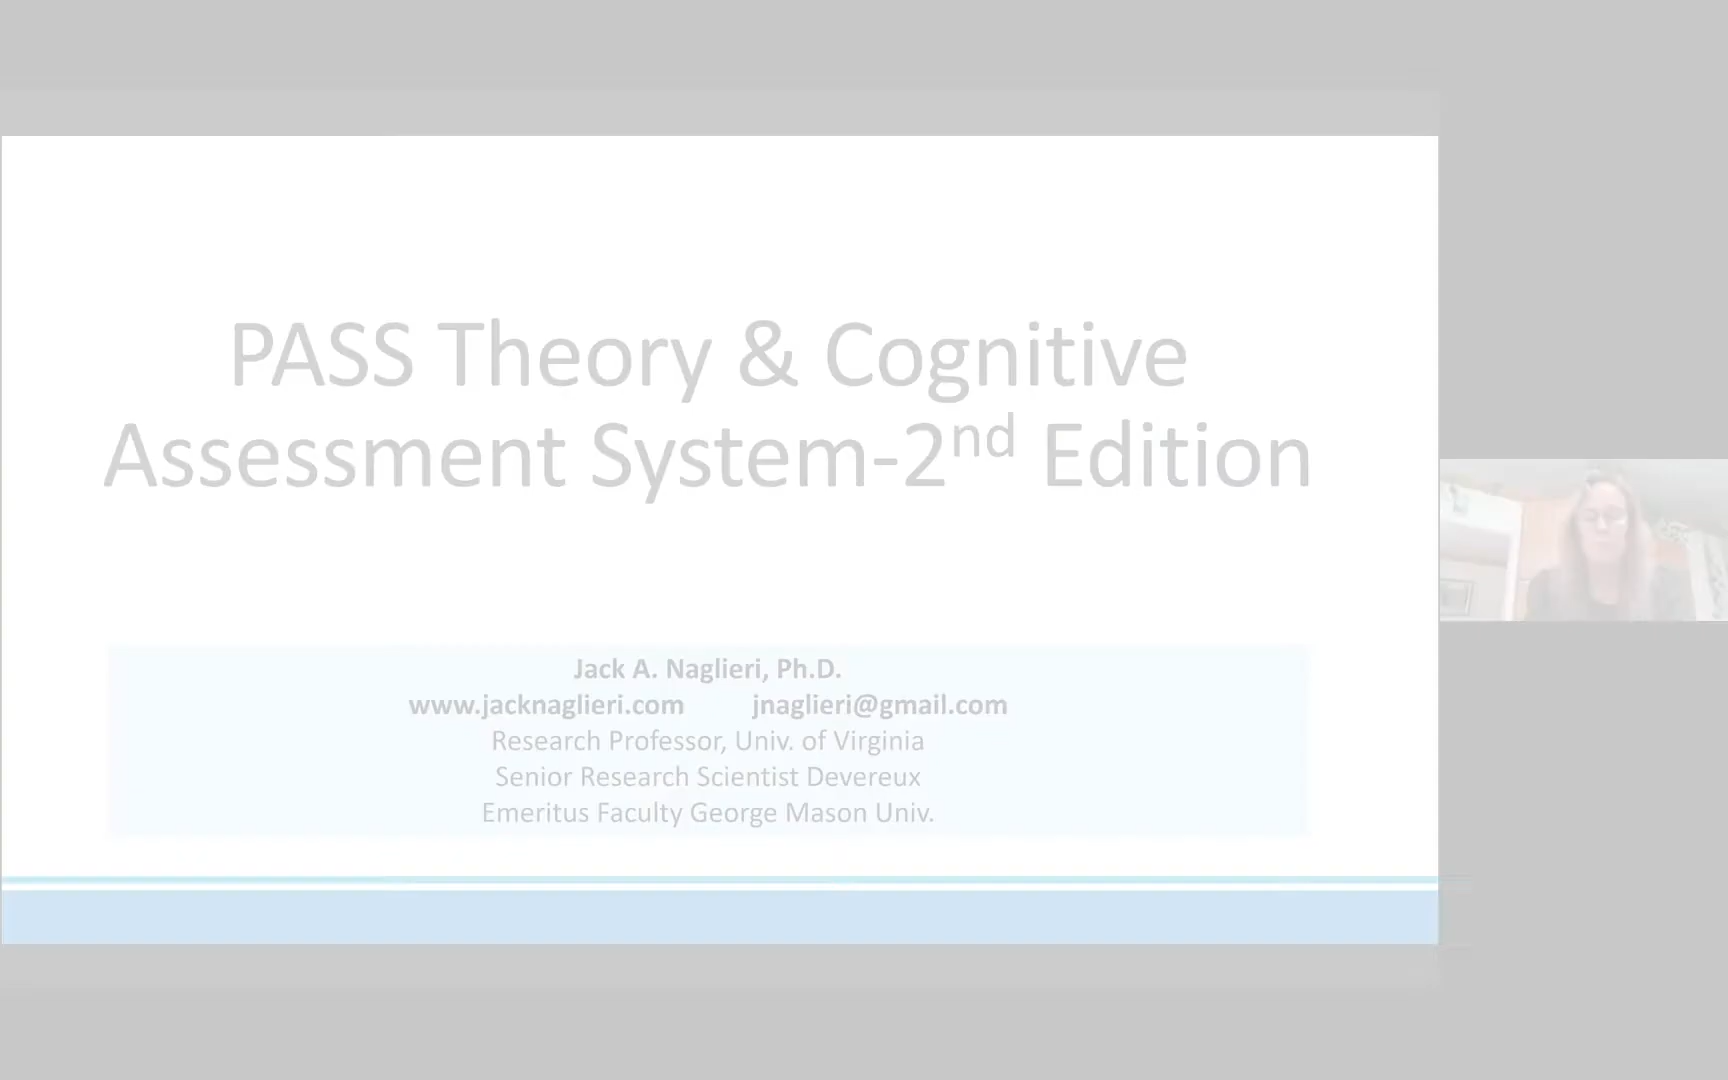 PASS Theory & Cognitive
Assessment System-2nd Edition
Jack A. Naglieri, Ph.D.
www.jacknaglieri.com jnaglieri@gmail.com
Research Professor, Univ. of Virginia
Senior Research Scientist Devereux
Emeritus Faculty George Mason Univ.